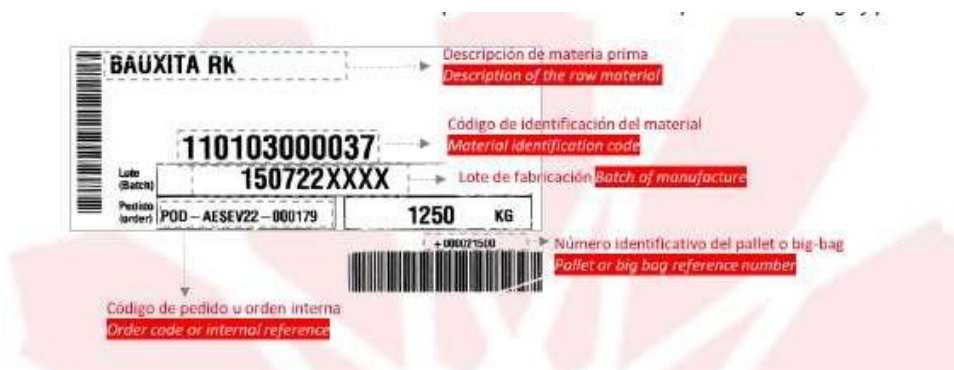 BAUXITA RK
Descripción de materia prima
Description of the raw material
Código de identificación del material
Material identification code
110103000037
Lote
(Batch)
150722XXXX
Lote de fabricación Batch of manufacture
Pedido
(order)
POD-AESEV22-000179
1250 KG
+000021500
Número identificativo del pallet o big-bag
Pallet or big bag reference number
Código de pedido u orden interna
Order code or internal reference